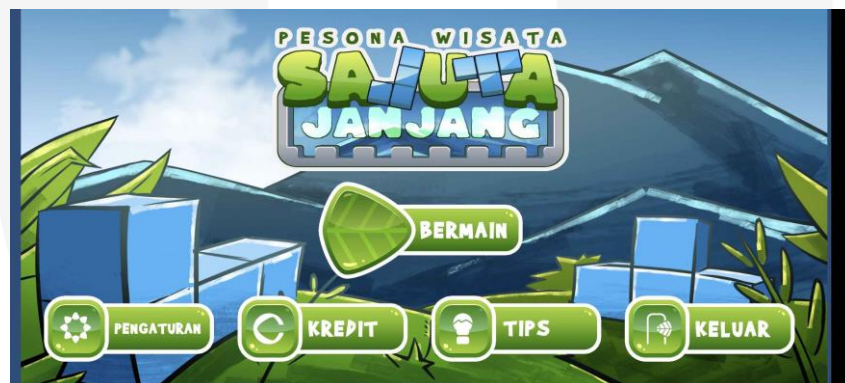 PESONA WISATA
SAJUTA
JANJANG
BERMAIN
PENGATURAN
KREDIT
TIPS
KELUAR